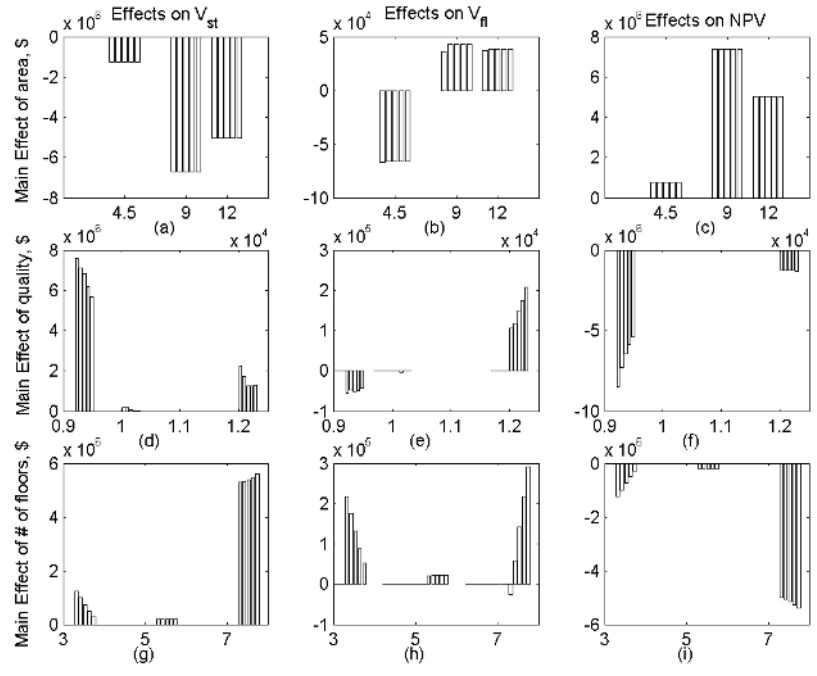 Effects on V_st
Effects on V_fl
Effects on NPV
x 10^6
x 10^4
x 10^6
Main Effect of area, $
0
-2
-4
-6
-8
5
0
-5
-10
8
6
4
2
0
4.5 9 12
4.5 9 12
4.5 9 12
(a)
(b)
(c)
x 10^6
x 10^4
x 10^5
x 10^4
x 10^6
x 10^4
Main Effect of quality, $
8
6
4
2
0
3
2
1
0
-1
0
-5
-10
0.9 1 1.1 1.2
0.9 1 1.1 1.2
0.9 1 1.1 1.2
(d)
(e)
(f)
x 10^6
x 10^5
x 10^6
Main Effect of # of floors, $
6
4
2
0
3
2
1
0
-1
0
-2
-4
-6
3 5 7
3 5 7
3 5 7
(g)
(h)
(i)